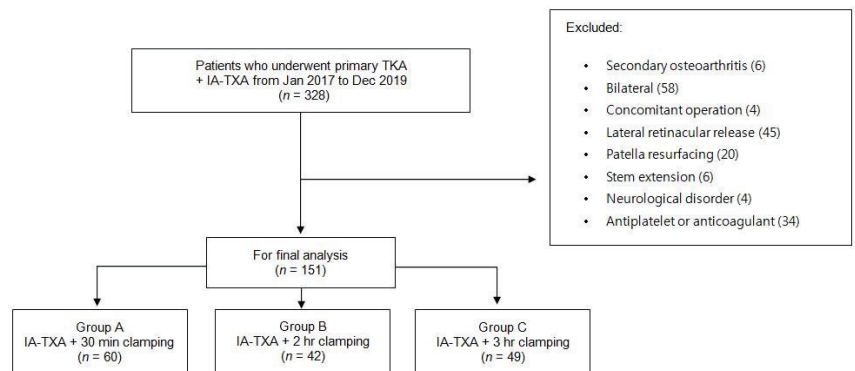 Patients who underwent primary TKA
+ IA-TXA from Jan 2017 to Dec 2019
(n = 328)
Excluded:
• Secondary osteoarthritis (6)
• Bilateral (58)
• Concomitant operation (4)
• Lateral retinacular release (45)
• Patella resurfacing (20)
• Stem extension (6)
• Neurological disorder (4)
• Antiplatelet or anticoagulant (34)
For final analysis
(n = 151)
Group A
IA-TXA + 30 min clamping
(n = 60)
Group B
IA-TXA + 2 hr clamping
(n = 42)
Group C
IA-TXA + 3 hr clamping
(n = 49)